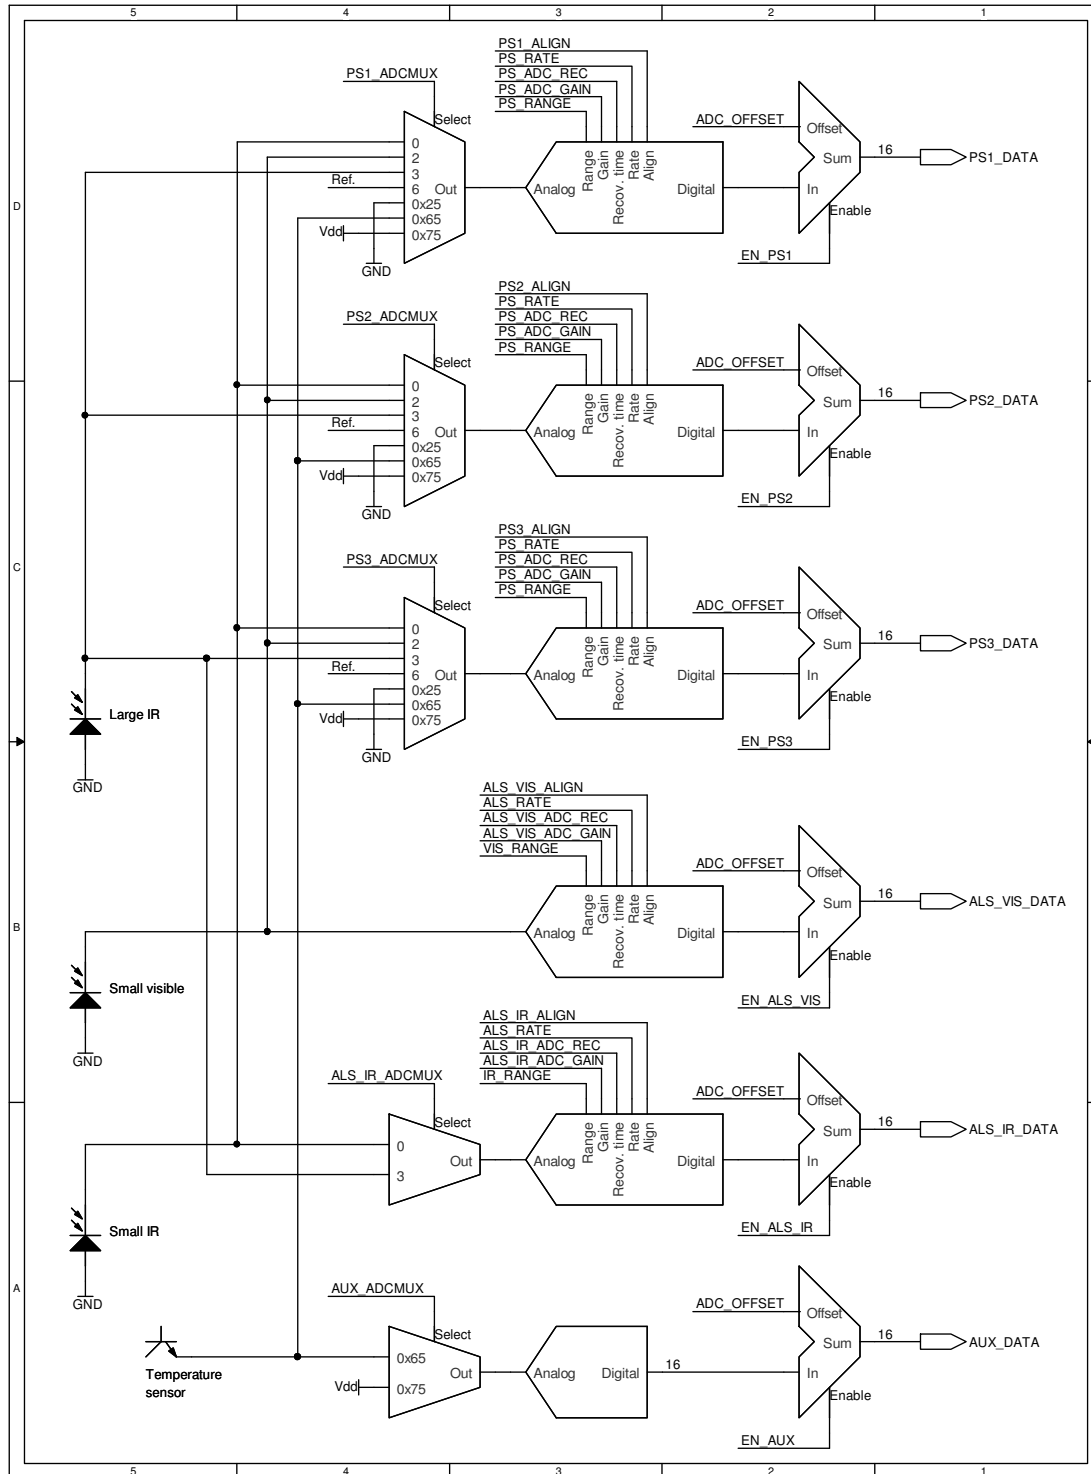 5 4 3 2 1
PS1_ALIGN
PS_RATE
PS_ADC_REC
PS_ADC_GAIN
PS_RANGE
PS1_ADCMUX
Select
0
2
3
Ref.
6
Out
0x25
0x65
Vdd
0x75
GND
Analog
Range
Gain
Recov. time
Rate
Align
Digital
ADC_OFFSET
Offset
Sum
In
Enable
EN_PS1
16
PS1_DATA
D
PS2_ALIGN
PS_RATE
PS_ADC_REC
PS_ADC_GAIN
PS_RANGE
PS2_ADCMUX
Select
0
2
3
Ref.
6
Out
0x25
0x65
Vdd
0x75
GND
Analog
Range
Gain
Recov. time
Rate
Align
Digital
ADC_OFFSET
Offset
Sum
In
Enable
EN_PS2
16
PS2_DATA
C
PS3_ALIGN
PS_RATE
PS_ADC_REC
PS_ADC_GAIN
PS_RANGE
PS3_ADCMUX
Select
0
2
3
Ref.
6
Out
0x25
0x65
Vdd
0x75
GND
Analog
Range
Gain
Recov. time
Rate
Align
Digital
ADC_OFFSET
Offset
Sum
In
Enable
EN_PS3
16
PS3_DATA
Large IR
GND
ALS_VIS_ALIGN
ALS_RATE
ALS_VIS_ADC_REC
ALS_VIS_ADC_GAIN
VIS_RANGE
Analog
Range
Gain
Recov. time
Rate
Align
Digital
ADC_OFFSET
Offset
Sum
In
Enable
EN_ALS_VIS
16
ALS_VIS_DATA
B
Small visible
GND
ALS_IR_ALIGN
ALS_RATE
ALS_IR_ADC_REC
ALS_IR_ADC_GAIN
IR_RANGE
ALS_IR_ADCMUX
Select
0
3
Out
Analog
Range
Gain
Recov. time
Rate
Align
Digital
ADC_OFFSET
Offset
Sum
In
Enable
EN_ALS_IR
16
ALS_IR_DATA
Small IR
GND
A
AUX_ADCMUX
Select
0x65
Out
Vdd
0x75
Temperature
sensor
Analog
Digital
16
ADC_OFFSET
Offset
Sum
In
Enable
EN_AUX
16
AUX_DATA
5 4 3 2 1